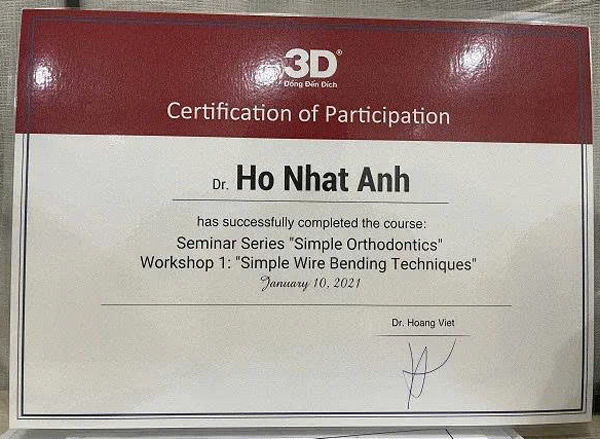 3D®
Đồng Đến Đích
Certification of Participation
Dr. Ho Nhat Anh
has successfully completed the course:
Seminar Series "Simple Orthodontics"
Workshop 1: "Simple Wire Bending Techniques"
January 10, 2021
Dr. Hoang Viet